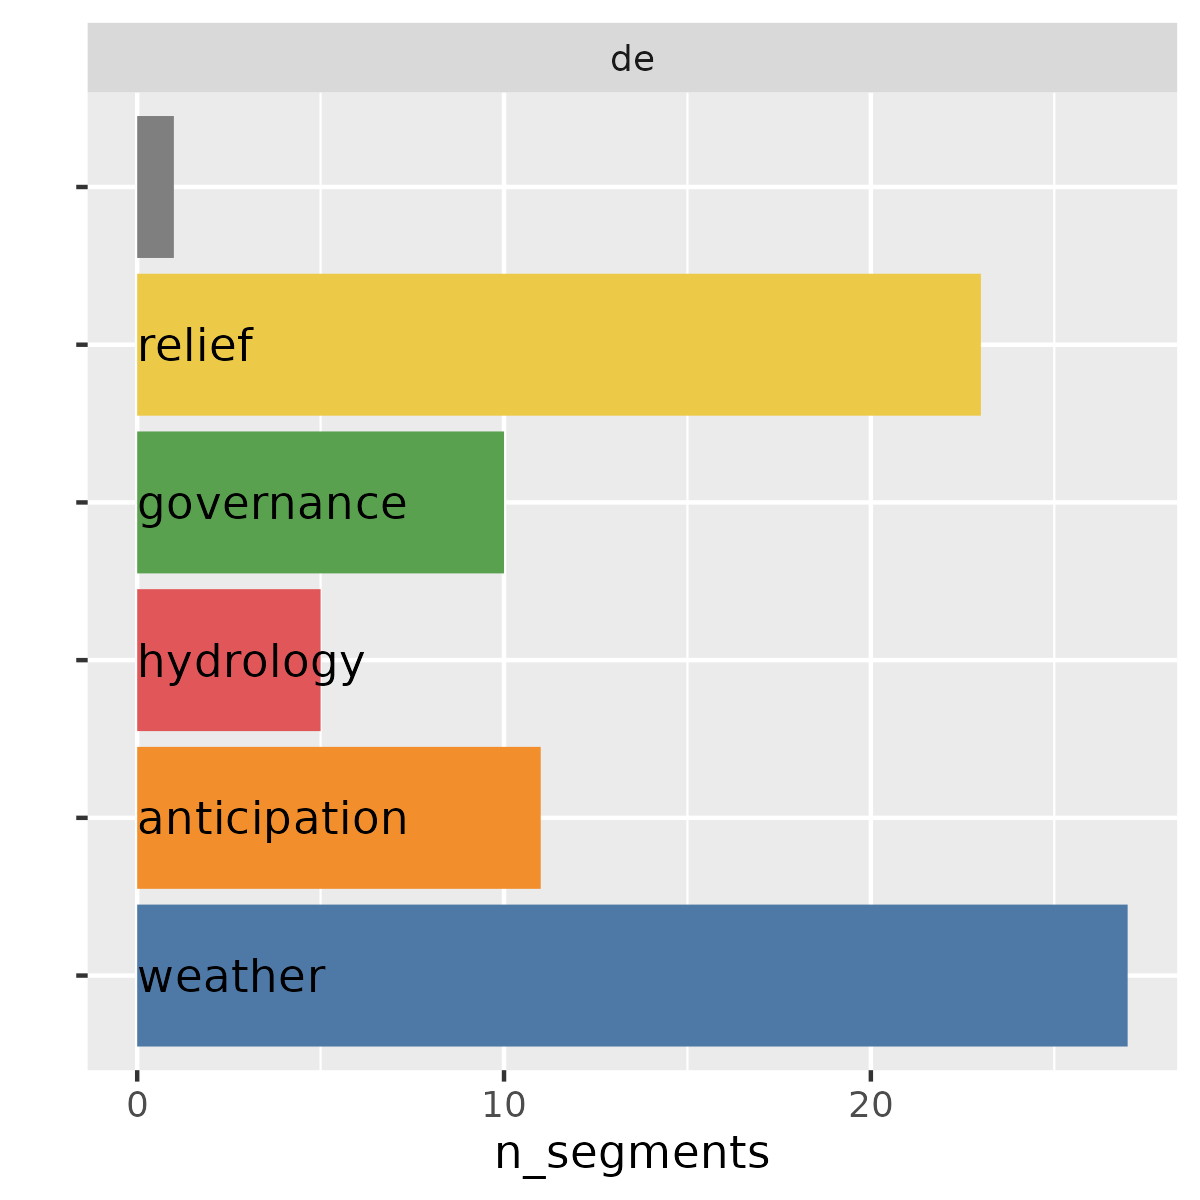 de
relief
governance
hydrology
anticipation
weather
0 10 20
n_segments